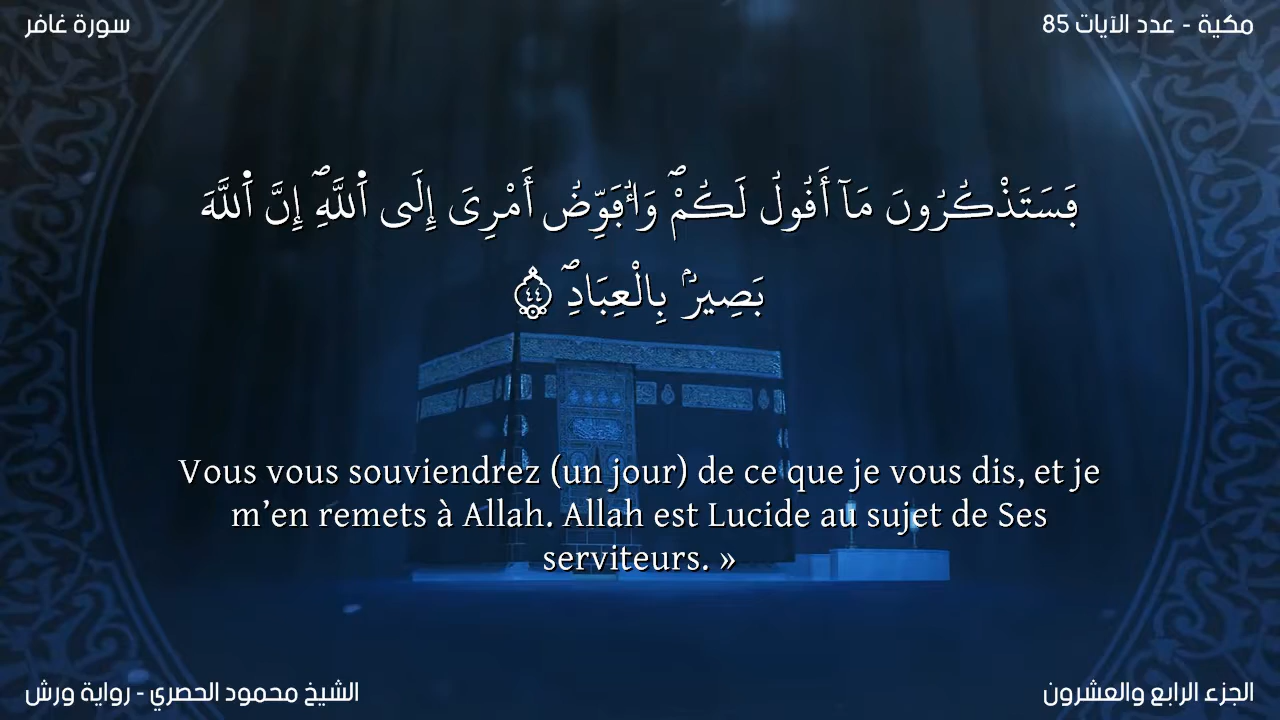 سورة غافر
مكية - عدد الآيات 85
فَسَتَذْكُرُونَ مَآ أَقُولُ لَكُمْۖ وَأُفَوِّضُ أَمْرِىَ إِلَى اَ۬للَّهِۖ إِنَّ اَ۬للَّهَ
بَصِيرُۢ بِالْعِبَادِۖ ٤٤
Vous vous souviendrez (un jour) de ce que je vous dis, et je
m’en remets à Allah. Allah est Lucide au sujet de Ses
serviteurs. »
الشيخ محمود الحصري - رواية ورش
الجزء الرابع والعشرون